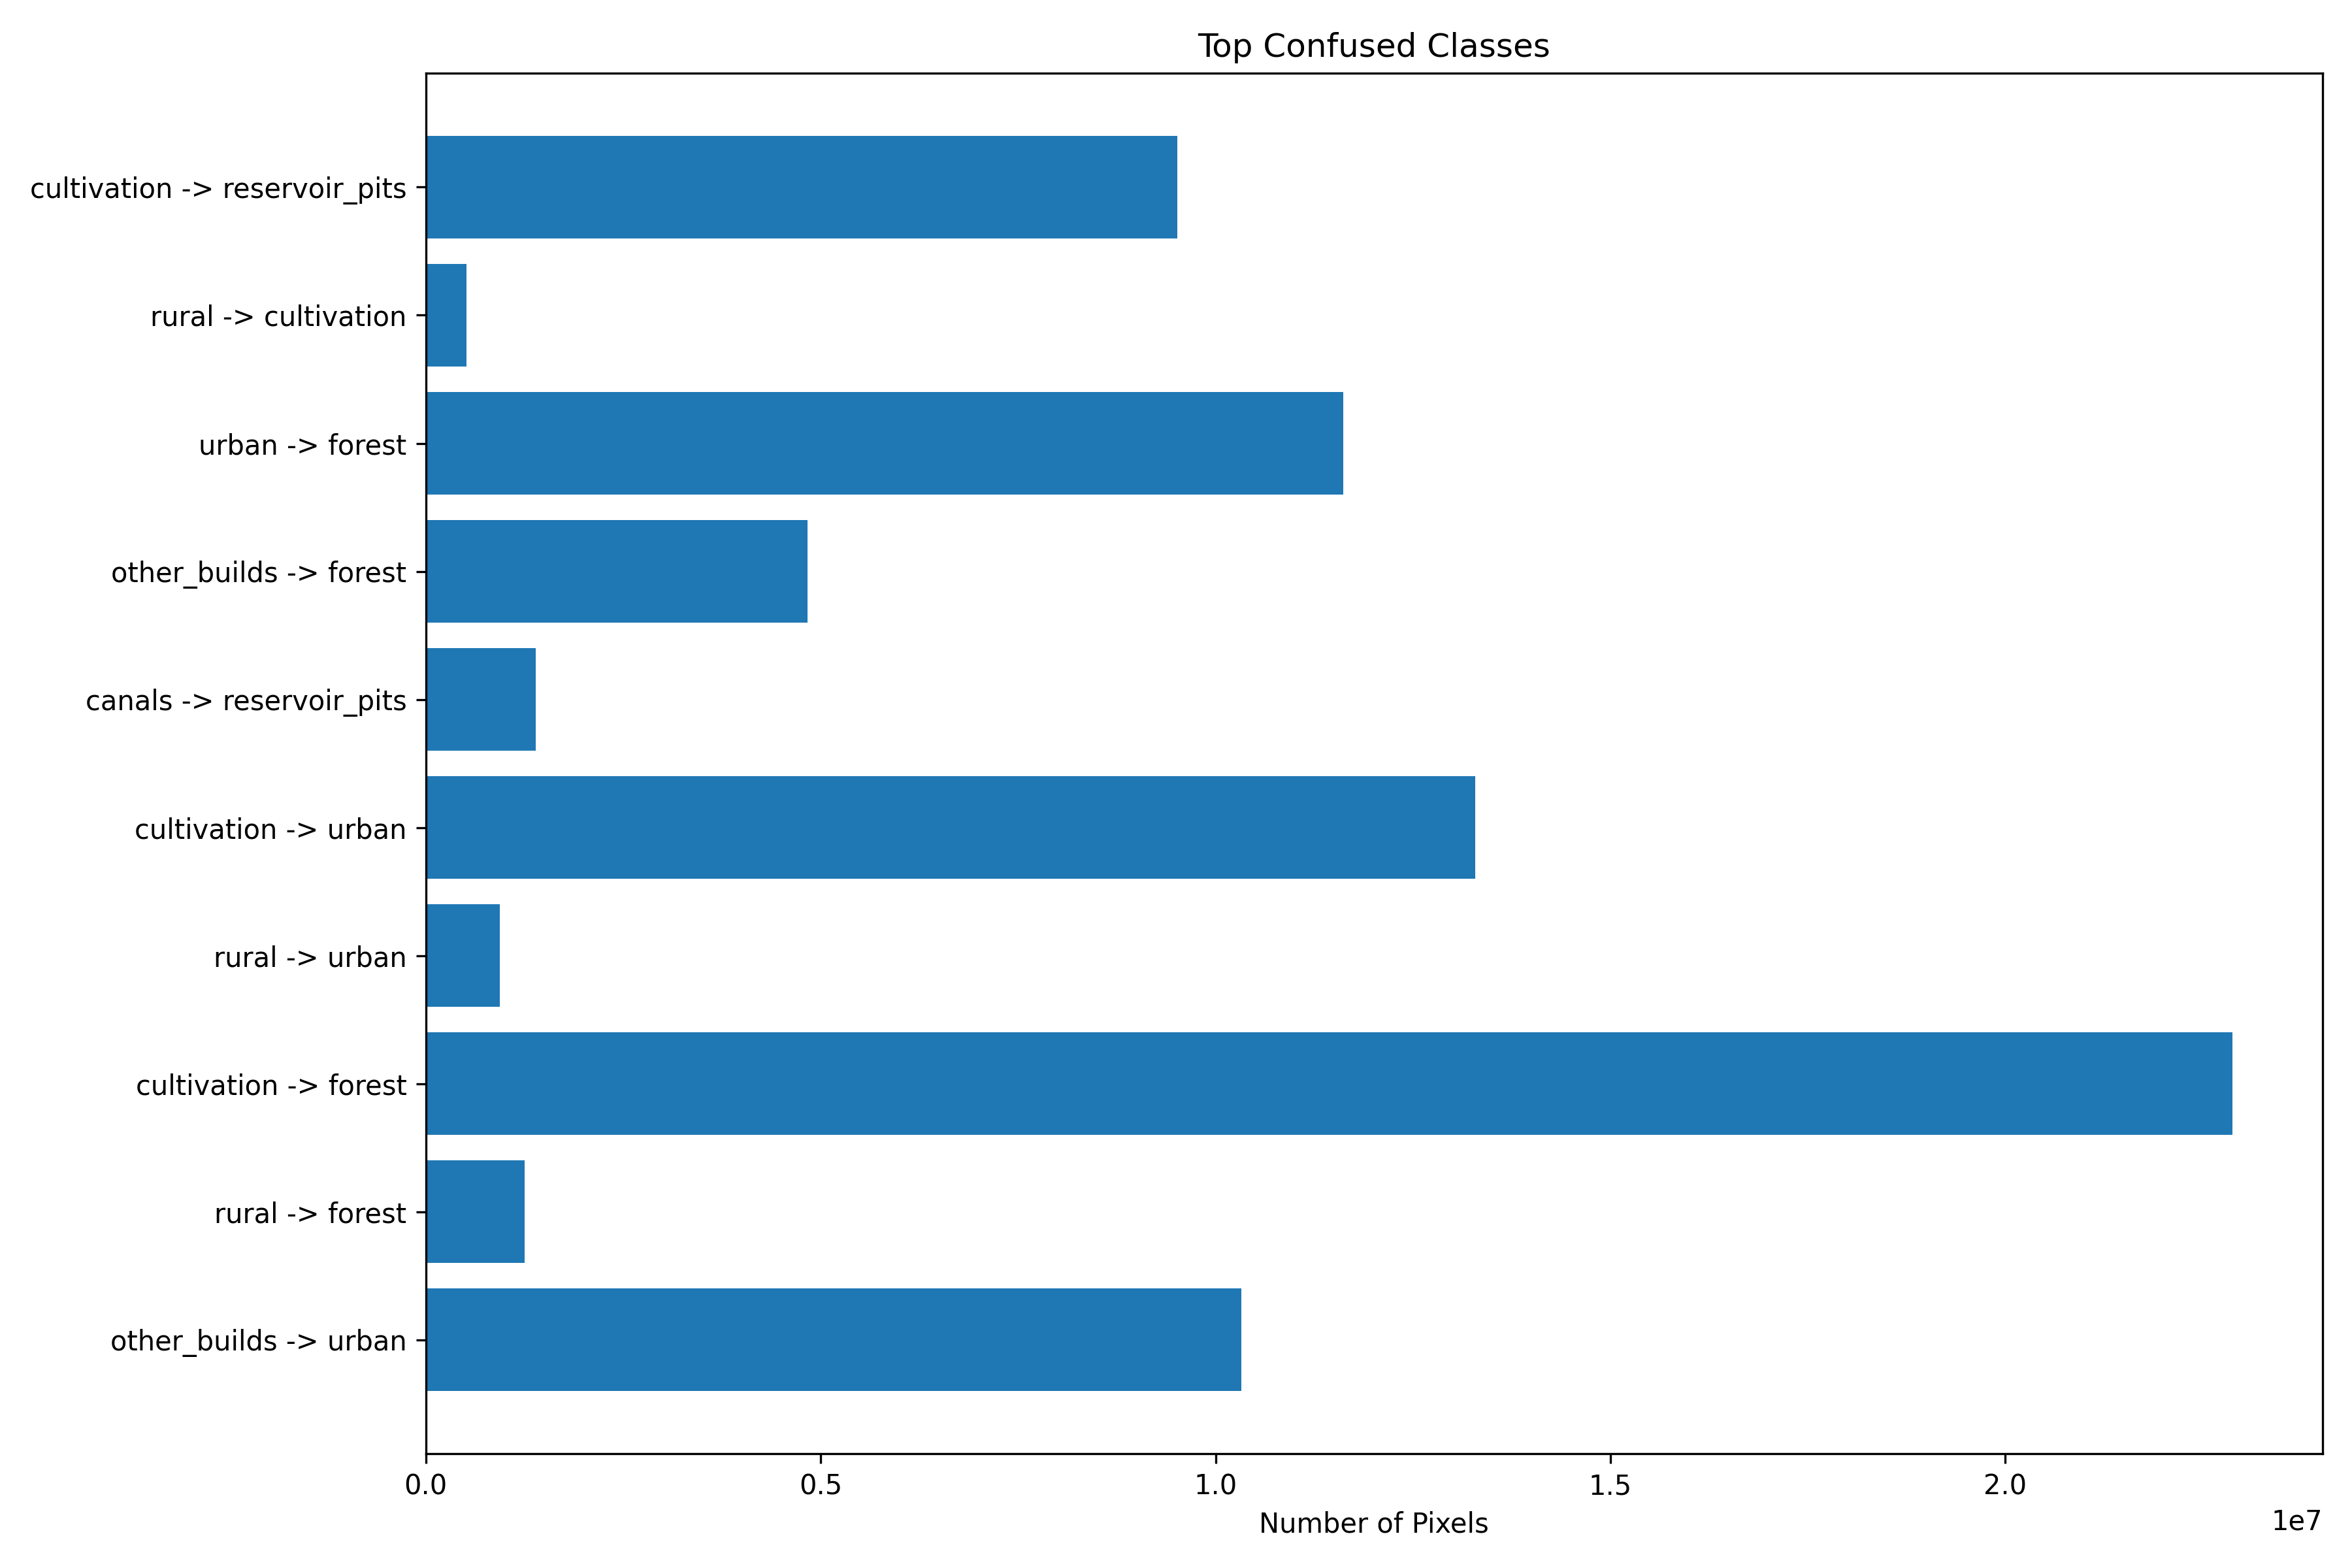 Top Confused Classes
cultivation -> reservoir_pits
rural -> cultivation
urban -> forest
other_builds -> forest
canals -> reservoir_pits
cultivation -> urban
rural -> urban
cultivation -> forest
rural -> forest
other_builds -> urban
0.0 0.5 1.0 1.5 2.0
1e7
Number of Pixels